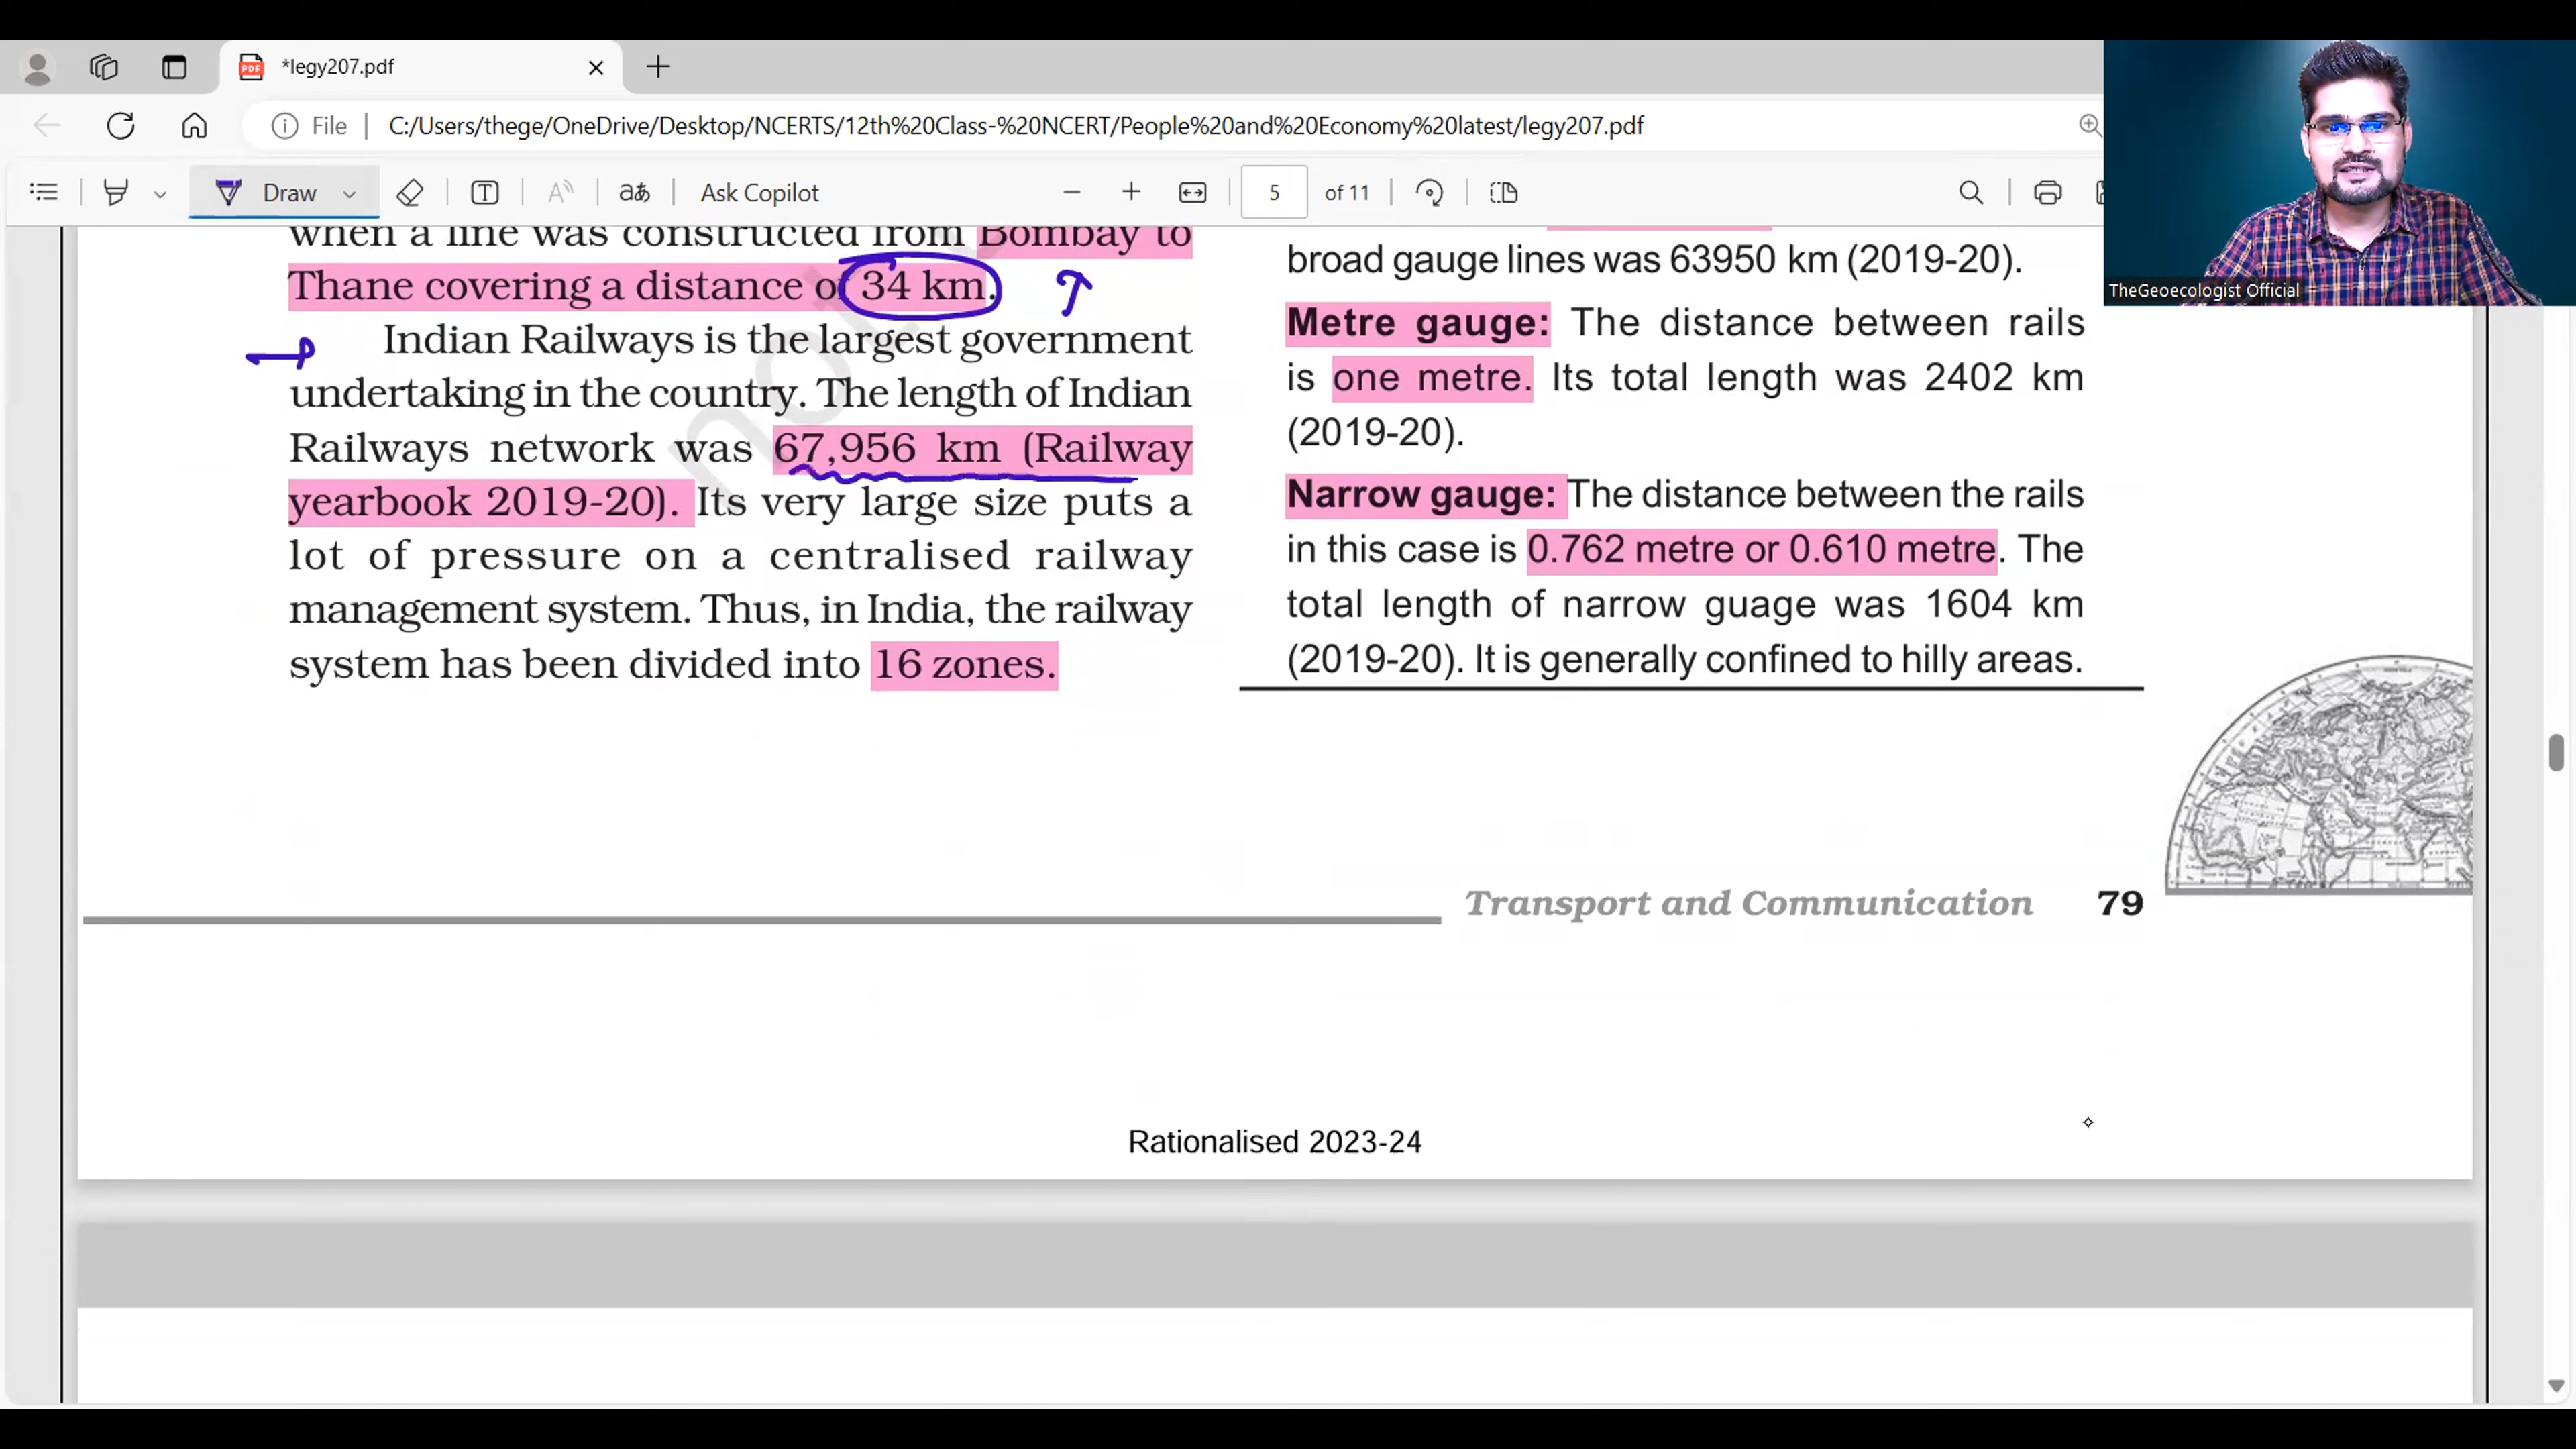 *legy207.pdf
File
C:/Users/thege/OneDrive/Desktop/NCERTS/12th%20Class-%20NCERT/People%20and%20Economy%20latest/legy207.pdf
Draw
aあ
Ask Copilot
5
of 11
TheGeoecologist Official
when a line was constructed from Bombay to
Thane covering a distance of 34 km.
Indian Railways is the largest government
undertaking in the country. The length of Indian
Railways network was 67,956 km (Railway
yearbook 2019-20). Its very large size puts a
lot of pressure on a centralised railway
management system. Thus, in India, the railway
system has been divided into 16 zones.
not
broad gauge lines was 63950 km (2019-20).
Metre gauge: The distance between rails
is one metre. Its total length was 2402 km
(2019-20).
Narrow gauge: The distance between the rails
in this case is 0.762 metre or 0.610 metre. The
total length of narrow guage was 1604 km
(2019-20). It is generally confined to hilly areas.
Transport and Communication 79
Rationalised 2023-24